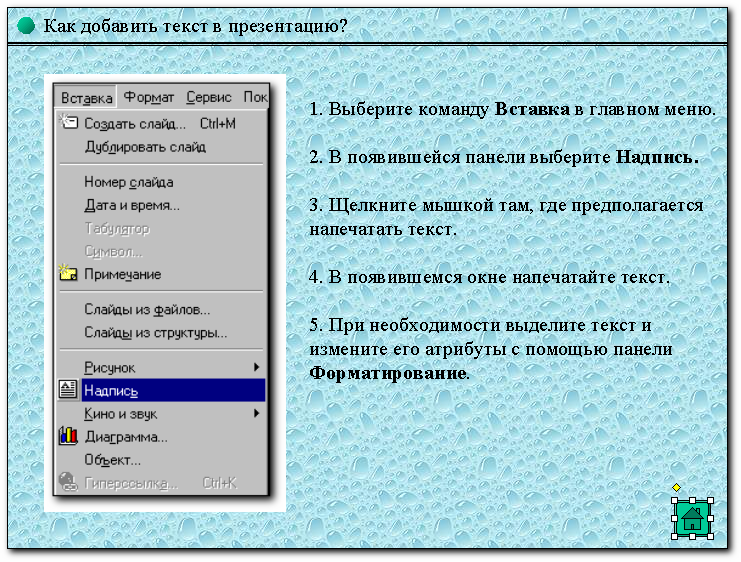 Как добавить текст в презентацию?
Вставка Формат Сервис Пок
Создать слайд... Ctrl+M
Дублировать слайд
Номер слайда
Дата и время...
Табулятор
Символ...
Примечание
Слайды из файлов...
Слайды из структуры...
Рисунок
Надпись
Кино и звук
Диаграмма...
Объект...
Гиперссылка... Ctrl+K
1. Выберите команду Вставка в главном меню.
2. В появившейся панели выберите Надпись.
3. Щелкните мышкой там, где предполагается
напечатать текст.
4. В появившемся окне напечатайте текст.
5. При необходимости выделите текст и
измените его атрибуты с помощью панели
Форматирование.